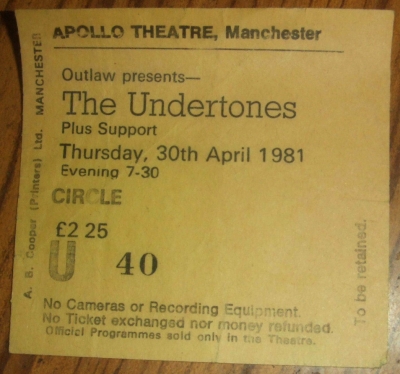 APOLLO THEATRE, Manchester
Outlaw presents—
The Undertones
Plus Support
Thursday, 30th April 1981
Evening 7-30
CIRCLE
£2 25
U 40
No Cameras or Recording Equipment.
No Ticket exchanged nor money refunded.
Official Programmes sold only in the Theatre.
A. B. Cooper (Printers) Ltd. MANCHESTER
To be retained.